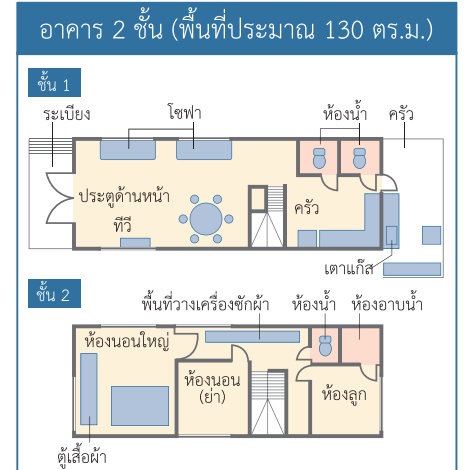 อาคาร 2 ชั้น (พื้นที่ประมาณ 130 ตร.ม.)
ชั้น 1
ระเบียง
โซฟา
ห้องน้ำ
ครัว
ประตูด้านหน้า
ทีวี
ครัว
เตาแก๊ส
ชั้น 2
พื้นที่วางเครื่องซักผ้า
ห้องน้ำ
ห้องอาบน้ำ
ห้องนอนใหญ่
ห้องนอน
(ย่า)
ห้องลูก
ตู้เสื้อผ้า